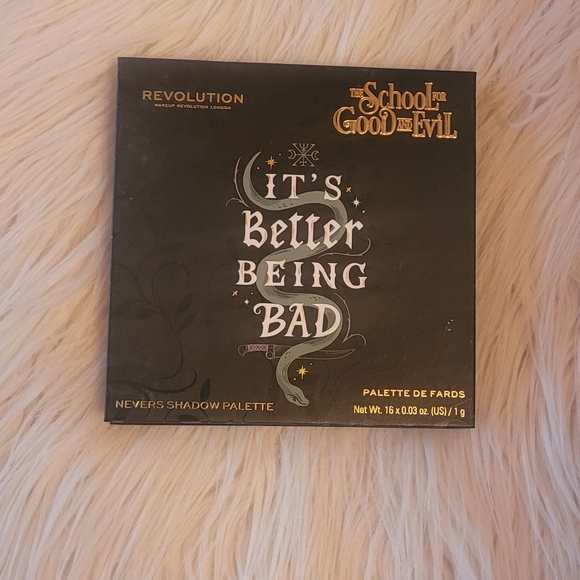 REVOLUTION
MAKEUP REVOLUTION LONDON
THE SCHOOL FOR
GOOD AND EVIL
IT'S
Better
BEING
BAD
NEVERS SHADOW PALETTE
PALETTE DE FARDS
Net Wt. 16 x 0.03 oz. (US) / 1 g